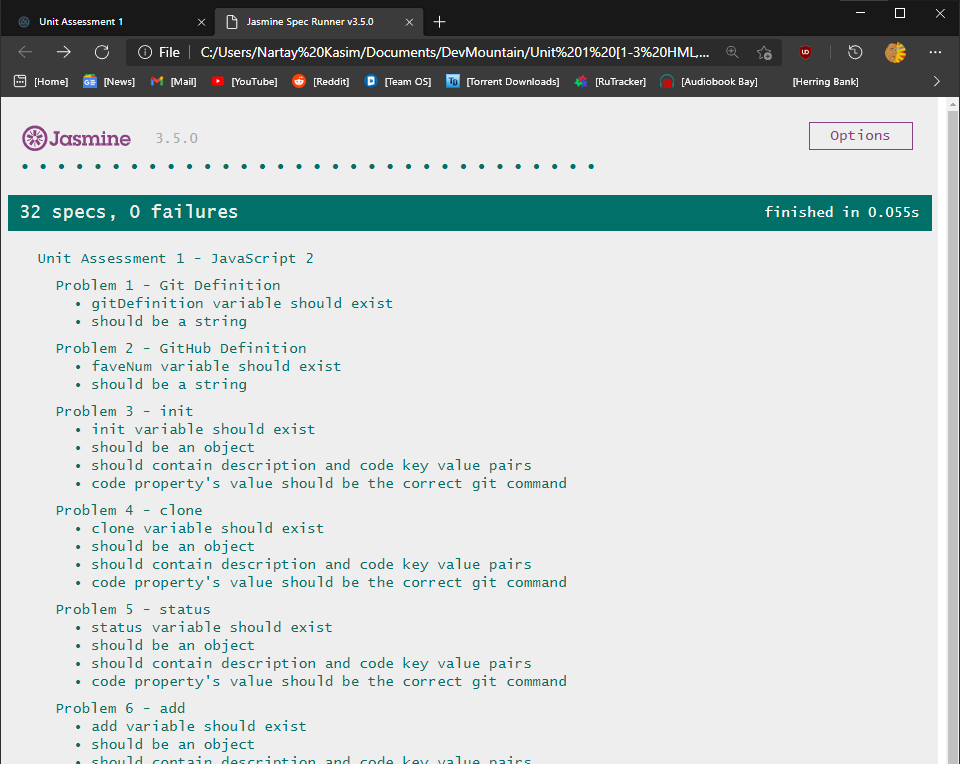 Unit Assessment 1
Jasmine Spec Runner v3.5.0
File
C:/Users/Nartay%20Kasim/Documents/DevMountain/Unit%201%20[1-3%20HML,...
[Home] [News] [Mail] [YouTube] [Reddit] [Team OS] [Torrent Downloads] [RuTracker] [Audiobook Bay] [Herring Bank]
Jasmine 3.5.0
Options
32 specs, 0 failures
finished in 0.055s
Unit Assessment 1 - JavaScript 2
Problem 1 - Git Definition
• gitDefinition variable should exist
• should be a string
Problem 2 - GitHub Definition
• faveNum variable should exist
• should be a string
Problem 3 - init
• init variable should exist
• should be an object
• should contain description and code key value pairs
• code property's value should be the correct git command
Problem 4 - clone
• clone variable should exist
• should be an object
• should contain description and code key value pairs
• code property's value should be the correct git command
Problem 5 - status
• status variable should exist
• should be an object
• should contain description and code key value pairs
• code property's value should be the correct git command
Problem 6 - add
• add variable should exist
• should be an object
• should contain description and code key value pairs